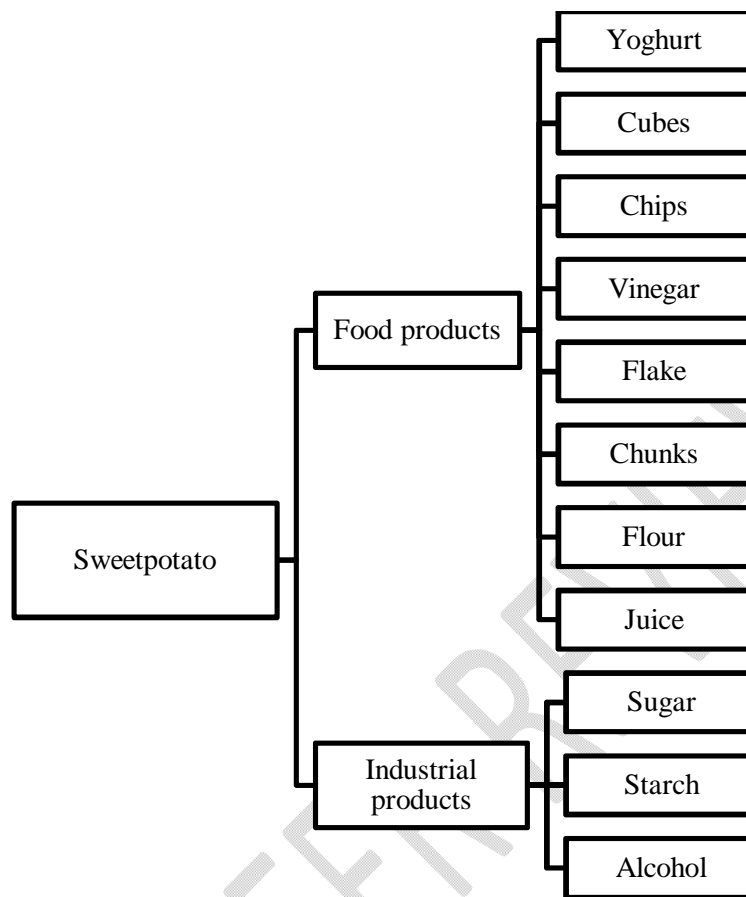 Yoghurt
Cubes
Chips
Vinegar
Food products
Flake
Chunks
Sweetpotato
Flour
Juice
Sugar
Industrial
products
Starch
Alcohol